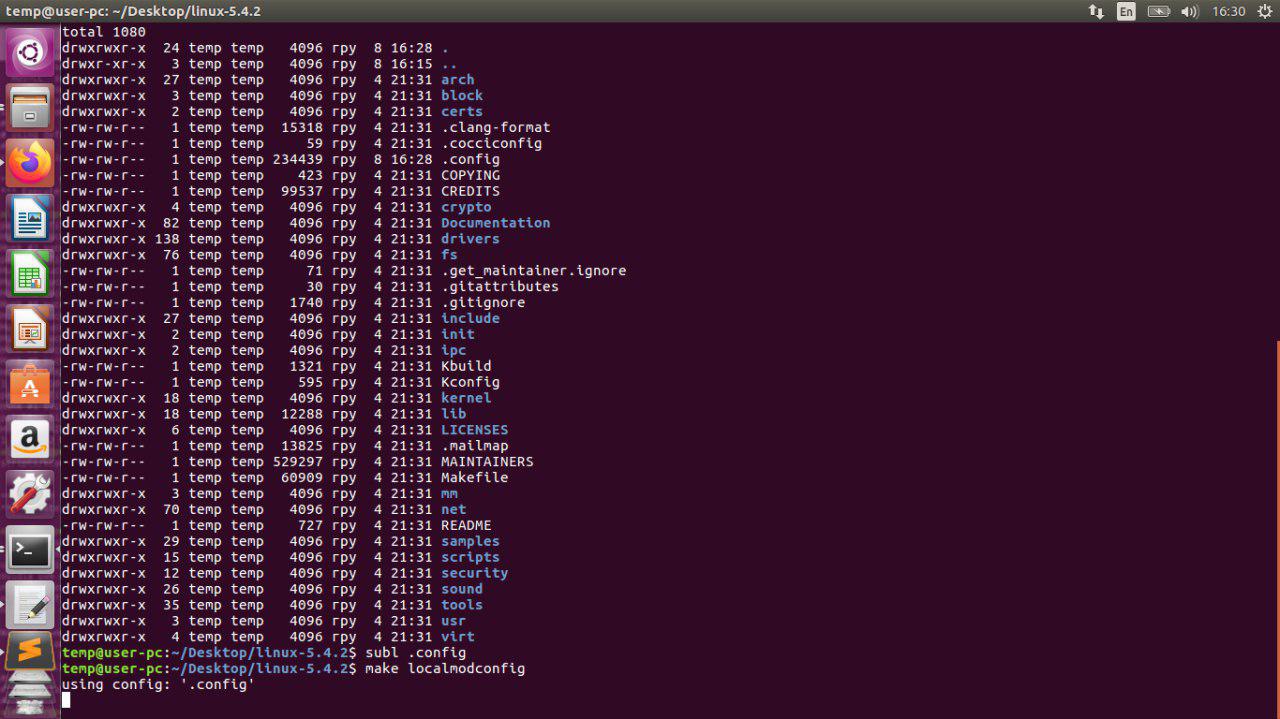 temp@user-pc: ~/Desktop/linux-5.4.2
En
16:30
total 1080
drwxrwxr-x  24 temp temp   4096 гру  8 16:28 .
drwxr-xr-x   3 temp temp   4096 гру  8 16:15 ..
drwxrwxr-x  27 temp temp   4096 гру  4 21:31 arch
drwxrwxr-x   3 temp temp   4096 гру  4 21:31 block
drwxrwxr-x   2 temp temp   4096 гру  4 21:31 certs
-rw-rw-r--   1 temp temp  15318 гру  4 21:31 .clang-format
-rw-rw-r--   1 temp temp     59 гру  4 21:31 .cocciconfig
-rw-rw-r--   1 temp temp 234439 гру  8 16:28 .config
-rw-rw-r--   1 temp temp    423 гру  4 21:31 COPYING
-rw-rw-r--   1 temp temp  99537 гру  4 21:31 CREDITS
drwxrwxr-x   4 temp temp   4096 гру  4 21:31 crypto
drwxrwxr-x  82 temp temp   4096 гру  4 21:31 Documentation
drwxrwxr-x 138 temp temp   4096 гру  4 21:31 drivers
drwxrwxr-x  76 temp temp   4096 гру  4 21:31 fs
-rw-rw-r--   1 temp temp     71 гру  4 21:31 .get_maintainer.ignore
-rw-rw-r--   1 temp temp     30 гру  4 21:31 .gitattributes
-rw-rw-r--   1 temp temp   1740 гру  4 21:31 .gitignore
drwxrwxr-x  27 temp temp   4096 гру  4 21:31 include
drwxrwxr-x   2 temp temp   4096 гру  4 21:31 init
drwxrwxr-x   2 temp temp   4096 гру  4 21:31 ipc
-rw-rw-r--   1 temp temp   1321 гру  4 21:31 Kbuild
-rw-rw-r--   1 temp temp    595 гру  4 21:31 Kconfig
drwxrwxr-x  18 temp temp   4096 гру  4 21:31 kernel
drwxrwxr-x  18 temp temp  12288 гру  4 21:31 lib
drwxrwxr-x   6 temp temp   4096 гру  4 21:31 LICENSES
-rw-rw-r--   1 temp temp  13825 гру  4 21:31 .mailmap
-rw-rw-r--   1 temp temp 529297 гру  4 21:31 MAINTAINERS
-rw-rw-r--   1 temp temp  60909 гру  4 21:31 Makefile
drwxrwxr-x   3 temp temp   4096 гру  4 21:31 mm
drwxrwxr-x  70 temp temp   4096 гру  4 21:31 net
-rw-rw-r--   1 temp temp    727 гру  4 21:31 README
drwxrwxr-x  29 temp temp   4096 гру  4 21:31 samples
drwxrwxr-x  15 temp temp   4096 гру  4 21:31 scripts
drwxrwxr-x  12 temp temp   4096 гру  4 21:31 security
drwxrwxr-x  26 temp temp   4096 гру  4 21:31 sound
drwxrwxr-x  35 temp temp   4096 гру  4 21:31 tools
drwxrwxr-x   3 temp temp   4096 гру  4 21:31 usr
drwxrwxr-x   4 temp temp   4096 гру  4 21:31 virt
temp@user-pc:~/Desktop/linux-5.4.2$ subl .config
temp@user-pc:~/Desktop/linux-5.4.2$ make localmodconfig
using config: '.config'